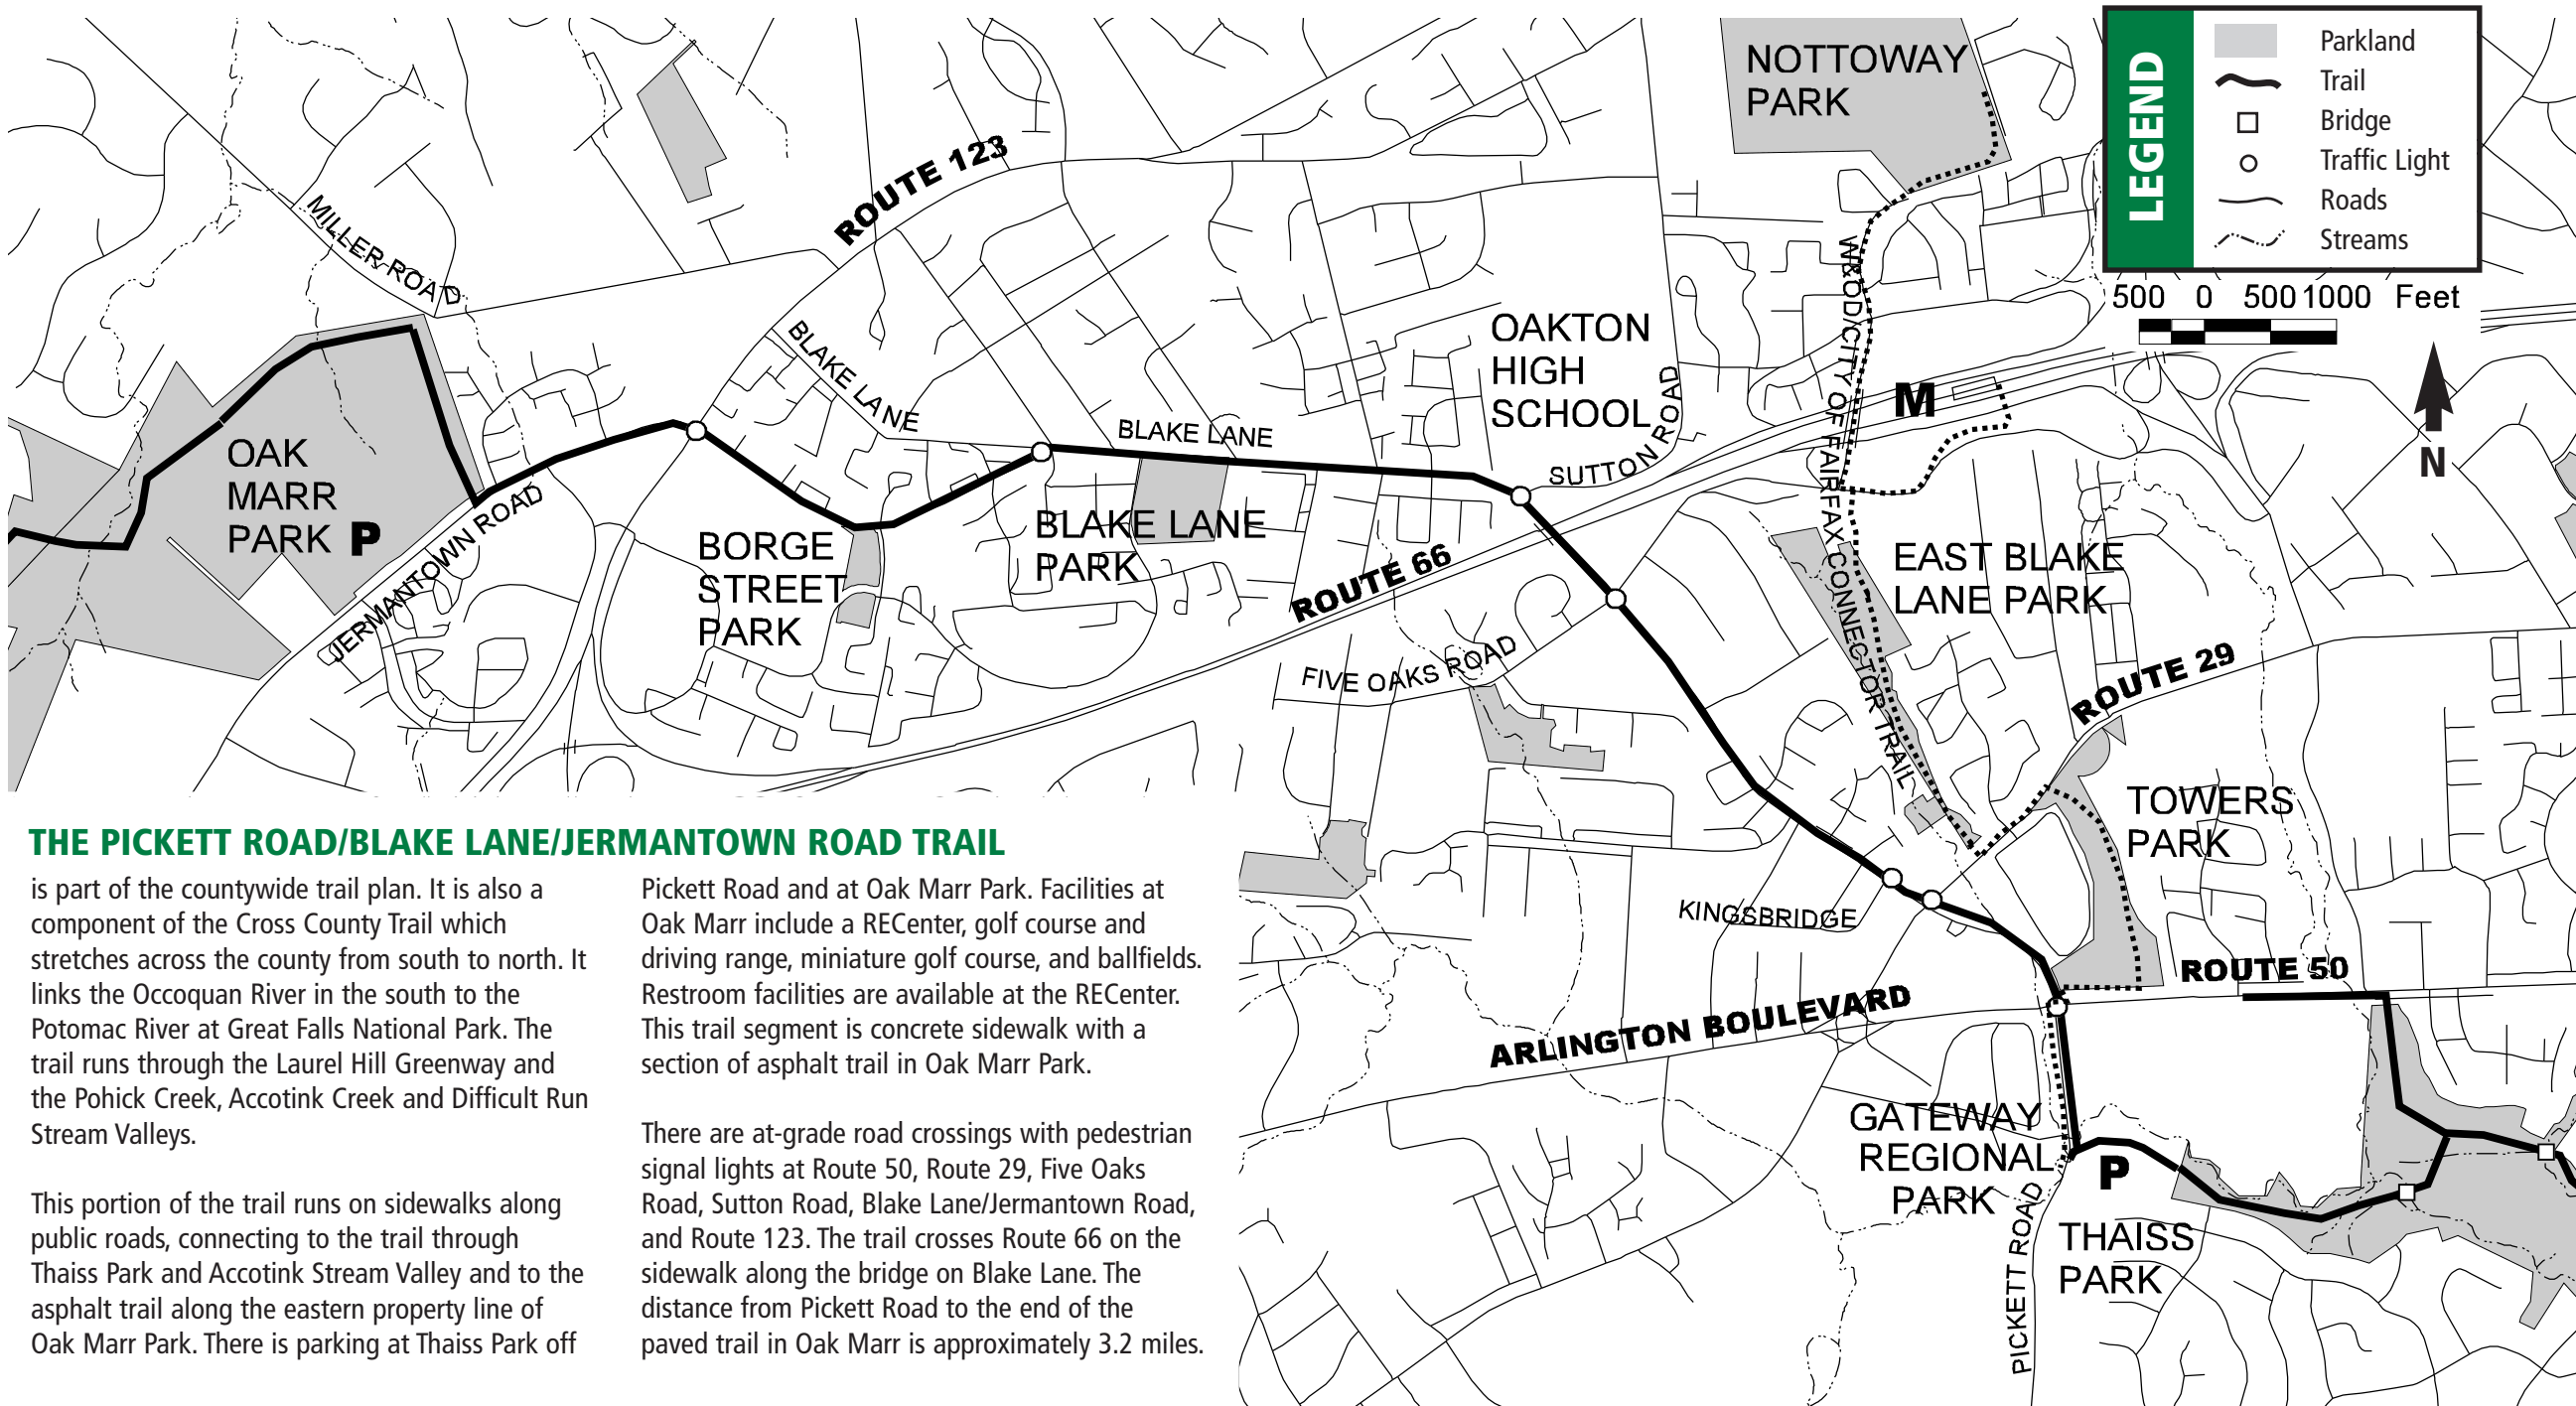 NOTTOWAY
PARK
LEGEND
Parkland
Trail
Bridge
Traffic Light
Roads
Streams
500 0 500 1000 Feet
N
ROUTE 123
MILLER ROAD
W&OD/CITY OF FAIRFAX CONNECTOR TRAIL
OAKTON
HIGH
SCHOOL
M
BLAKE LANE
BLAKE LANE
SUTTON ROAD
OAK
MARR
PARK P
JERMANTOWN ROAD
BORGE
STREET
PARK
BLAKE LANE
PARK
ROUTE 66
EAST BLAKE
LANE PARK
FIVE OAKS ROAD
ROUTE 29
TOWERS
PARK
KINGSBRIDGE
ROUTE 50
ARLINGTON BOULEVARD
GATEWAY
REGIONAL
PARK
P
PICKETT ROAD
THAISS
PARK
THE PICKETT ROAD/BLAKE LANE/JERMANTOWN ROAD TRAIL
is part of the countywide trail plan. It is also a
component of the Cross County Trail which
stretches across the county from south to north. It
links the Occoquan River in the south to the
Potomac River at Great Falls National Park. The
trail runs through the Laurel Hill Greenway and
the Pohick Creek, Accotink Creek and Difficult Run
Stream Valleys.
This portion of the trail runs on sidewalks along
public roads, connecting to the trail through
Thaiss Park and Accotink Stream Valley and to the
asphalt trail along the eastern property line of
Oak Marr Park. There is parking at Thaiss Park off
Pickett Road and at Oak Marr Park. Facilities at
Oak Marr include a RECenter, golf course and
driving range, miniature golf course, and ballfields.
Restroom facilities are available at the RECenter.
This trail segment is concrete sidewalk with a
section of asphalt trail in Oak Marr Park.
There are at-grade road crossings with pedestrian
signal lights at Route 50, Route 29, Five Oaks
Road, Sutton Road, Blake Lane/Jermantown Road,
and Route 123. The trail crosses Route 66 on the
sidewalk along the bridge on Blake Lane. The
distance from Pickett Road to the end of the
paved trail in Oak Marr is approximately 3.2 miles.